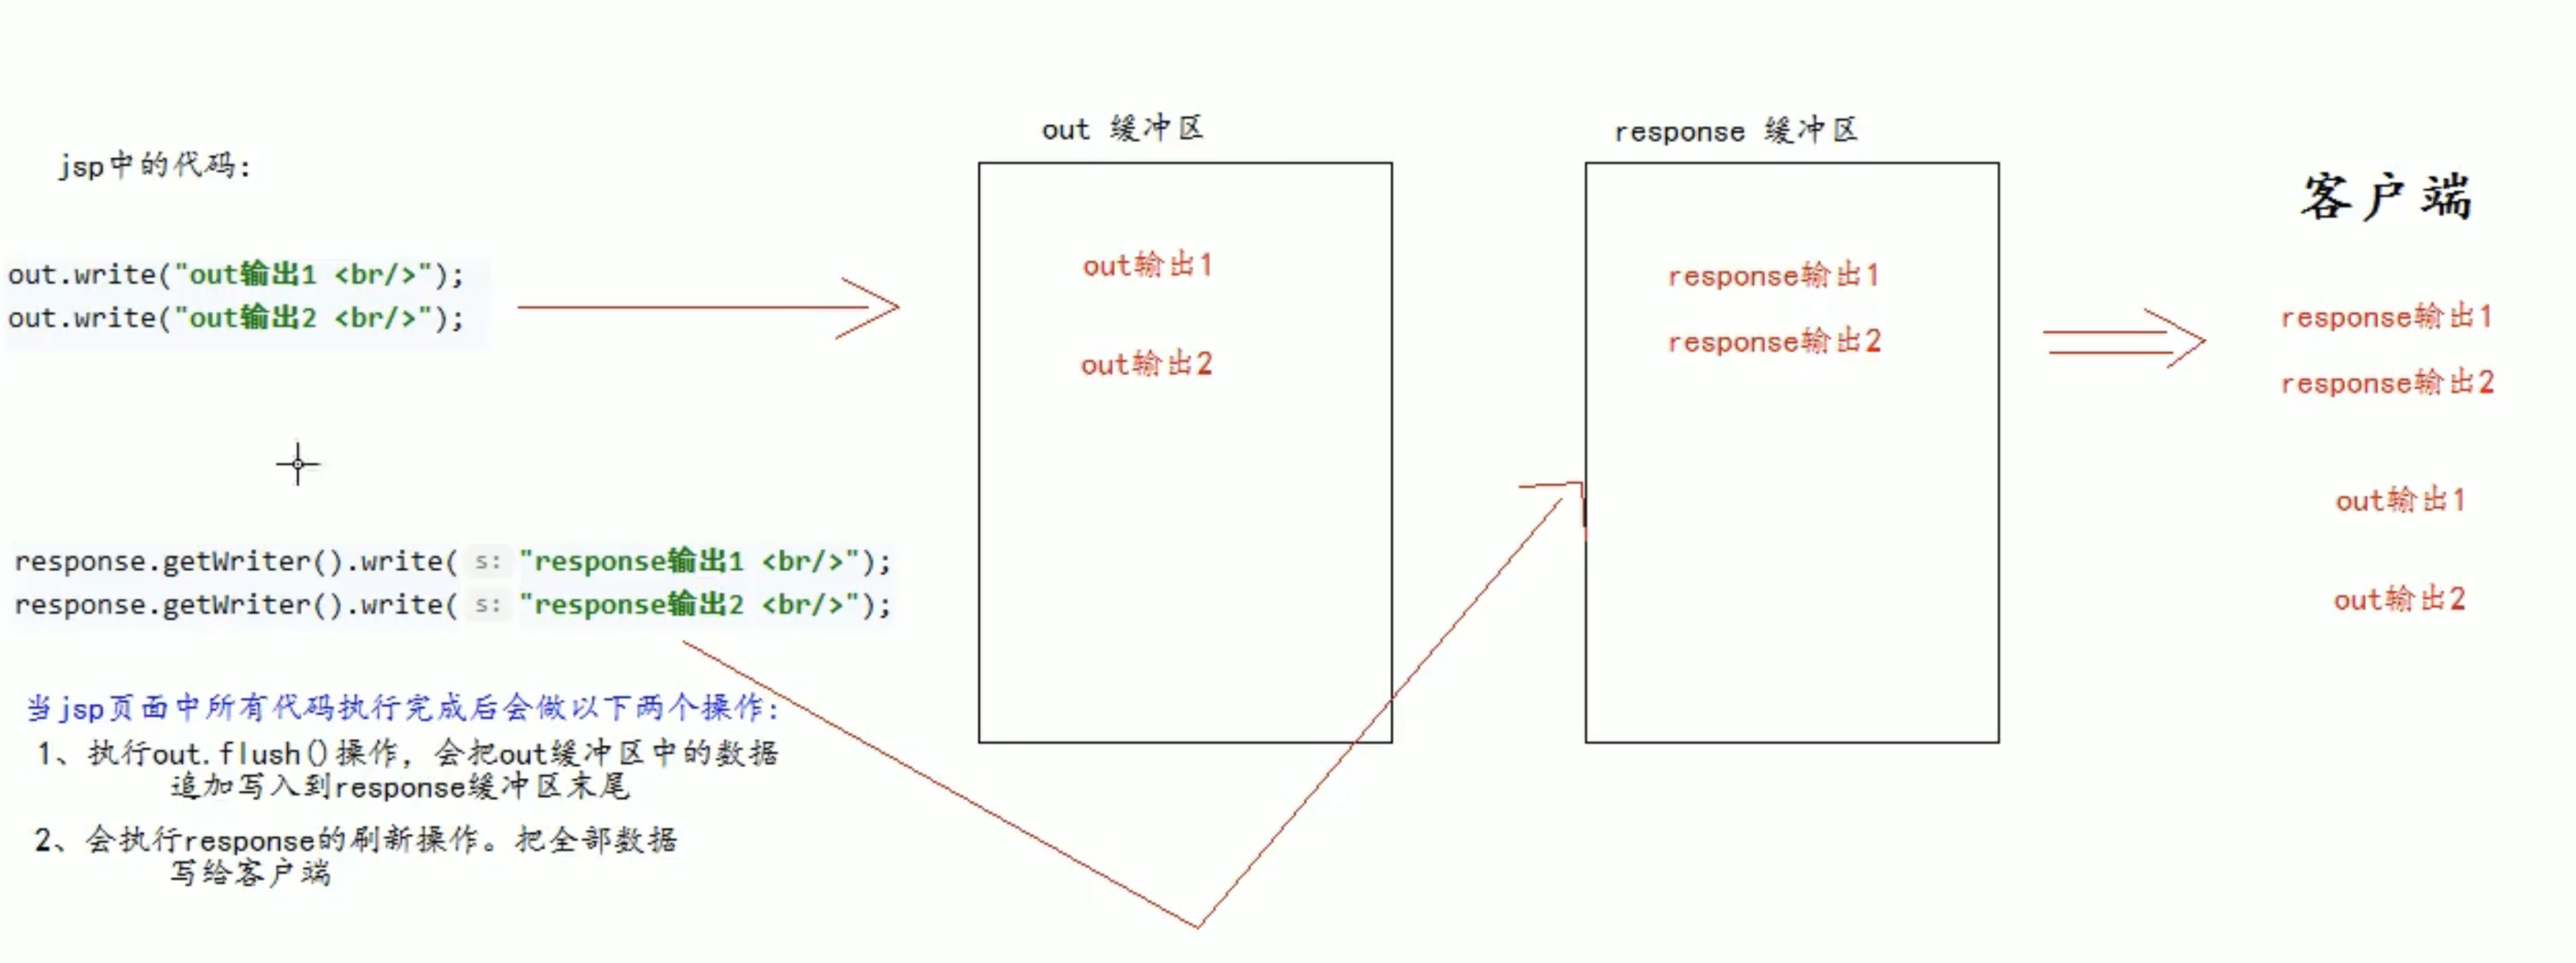 jsp中的代码:
out.write("out输出1 <br/>");
out.write("out输出2 <br/>");
response.getWriter().write( s: "response输出1 <br/>");
response.getWriter().write( s: "response输出2 <br/>");
当jsp页面中所有代码执行完成后会做以下两个操作:
1、执行out.flush()操作，会把out缓冲区中的数据
追加写入到response缓冲区末尾
2、会执行response的刷新操作。把全部数据
写给客户端
out 缓冲区
out输出1
out输出2
response 缓冲区
response输出1
response输出2
客户端
response输出1
response输出2
out输出1
out输出2